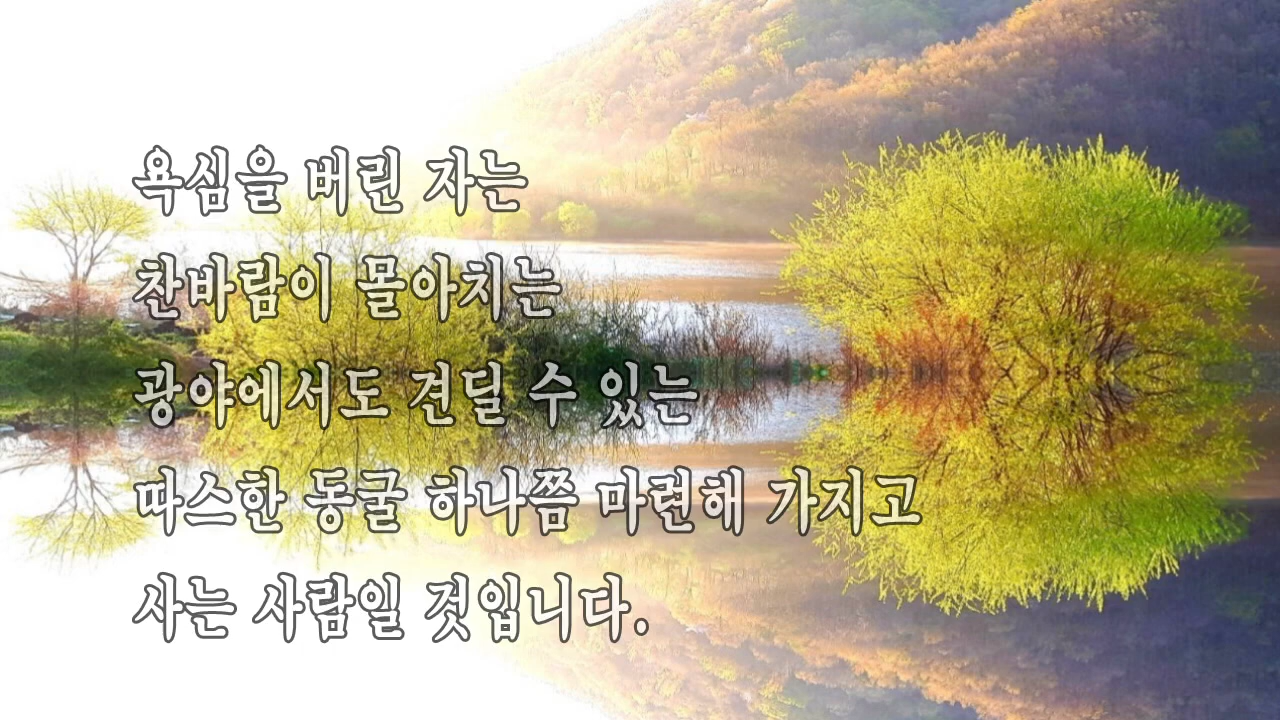 욕심을 버린 자는
찬바람이 몰아치는
광야에서도 견딜 수 있는
따스한 동굴 하나쯤 마련해 가지고
사는 사람일 것입니다.